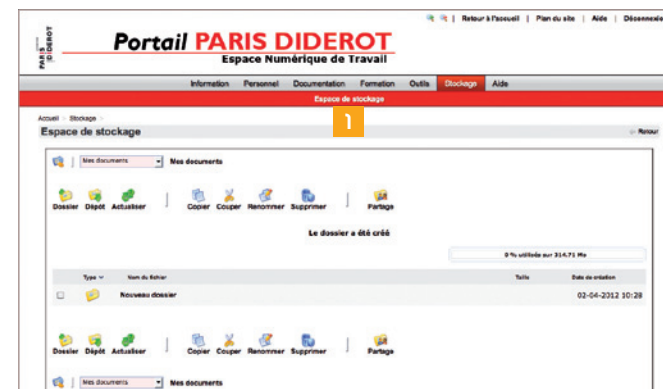 Retour à l'accueil | Plan du site | Aide | Déconnexio
PARIS DIDEROT
Portail PARIS DIDEROT
Espace Numérique de Travail
Information Personnel Documentation Formation Outils Stockage Aide
Espace de stockage
1
Accueil > Stockage >
Espace de stockage
Retour
Mes documents Mes documents
Dossier Dépôt Actualiser | Copier Couper Renommer Supprimer | Partage
Le dossier a été créé
0 % utilisés sur 314.71 Mo
Type Nom du fichier Taille Date de création
Nouveau dossier 02-04-2012 10:28
Dossier Dépôt Actualiser | Copier Couper Renommer Supprimer | Partage
Mes documents Mes documents